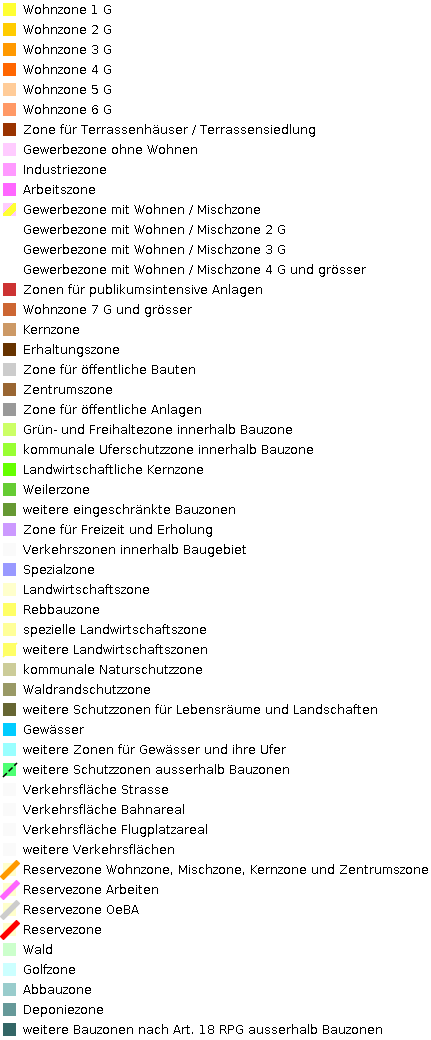 Wohnzone 1 G
Wohnzone 2 G
Wohnzone 3 G
Wohnzone 4 G
Wohnzone 5 G
Wohnzone 6 G
Zone für Terrassenhäuser / Terrassensiedlung
Gewerbezone ohne Wohnen
Industriezone
Arbeitszone
Gewerbezone mit Wohnen / Mischzone
Gewerbezone mit Wohnen / Mischzone 2 G
Gewerbezone mit Wohnen / Mischzone 3 G
Gewerbezone mit Wohnen / Mischzone 4 G und grösser
Zonen für publikumsintensive Anlagen
Wohnzone 7 G und grösser
Kernzone
Erhaltungszone
Zone für öffentliche Bauten
Zentrumszone
Zone für öffentliche Anlagen
Grün- und Freihaltezone innerhalb Bauzone
kommunale Uferschutzzone innerhalb Bauzone
Landwirtschaftliche Kernzone
Weilerzone
weitere eingeschränkte Bauzonen
Zone für Freizeit und Erholung
Verkehrszonen innerhalb Baugebiet
Spezialzone
Landwirtschaftszone
Rebbauzone
spezielle Landwirtschaftszone
weitere Landwirtschaftszonen
kommunale Naturschutzzone
Waldrandschutzzone
weitere Schutzzonen für Lebensräume und Landschaften
Gewässer
weitere Zonen für Gewässer und ihre Ufer
weitere Schutzzonen ausserhalb Bauzonen
Verkehrsfläche Strasse
Verkehrsfläche Bahnareal
Verkehrsfläche Flugplatzareal
weitere Verkehrsflächen
Reservezone Wohnzone, Mischzone, Kernzone und Zentrumszone
Reservezone Arbeiten
Reservezone OeBA
Reservezone
Wald
Golfzone
Abbauzone
Deponiezone
weitere Bauzonen nach Art. 18 RPG ausserhalb Bauzonen